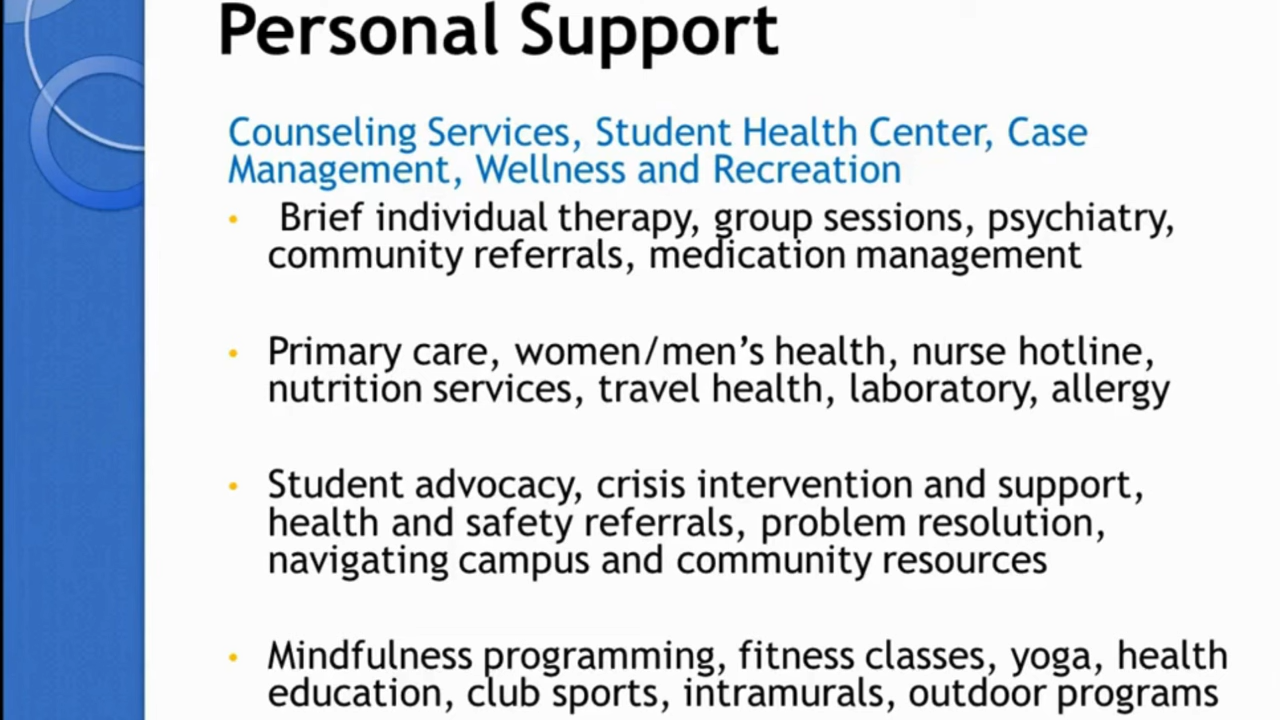 Personal Support
Counseling Services, Student Health Center, Case
Management, Wellness and Recreation
• Brief individual therapy, group sessions, psychiatry,
community referrals, medication management
• Primary care, women/men’s health, nurse hotline,
nutrition services, travel health, laboratory, allergy
• Student advocacy, crisis intervention and support,
health and safety referrals, problem resolution,
navigating campus and community resources
• Mindfulness programming, fitness classes, yoga, health
education, club sports, intramurals, outdoor programs